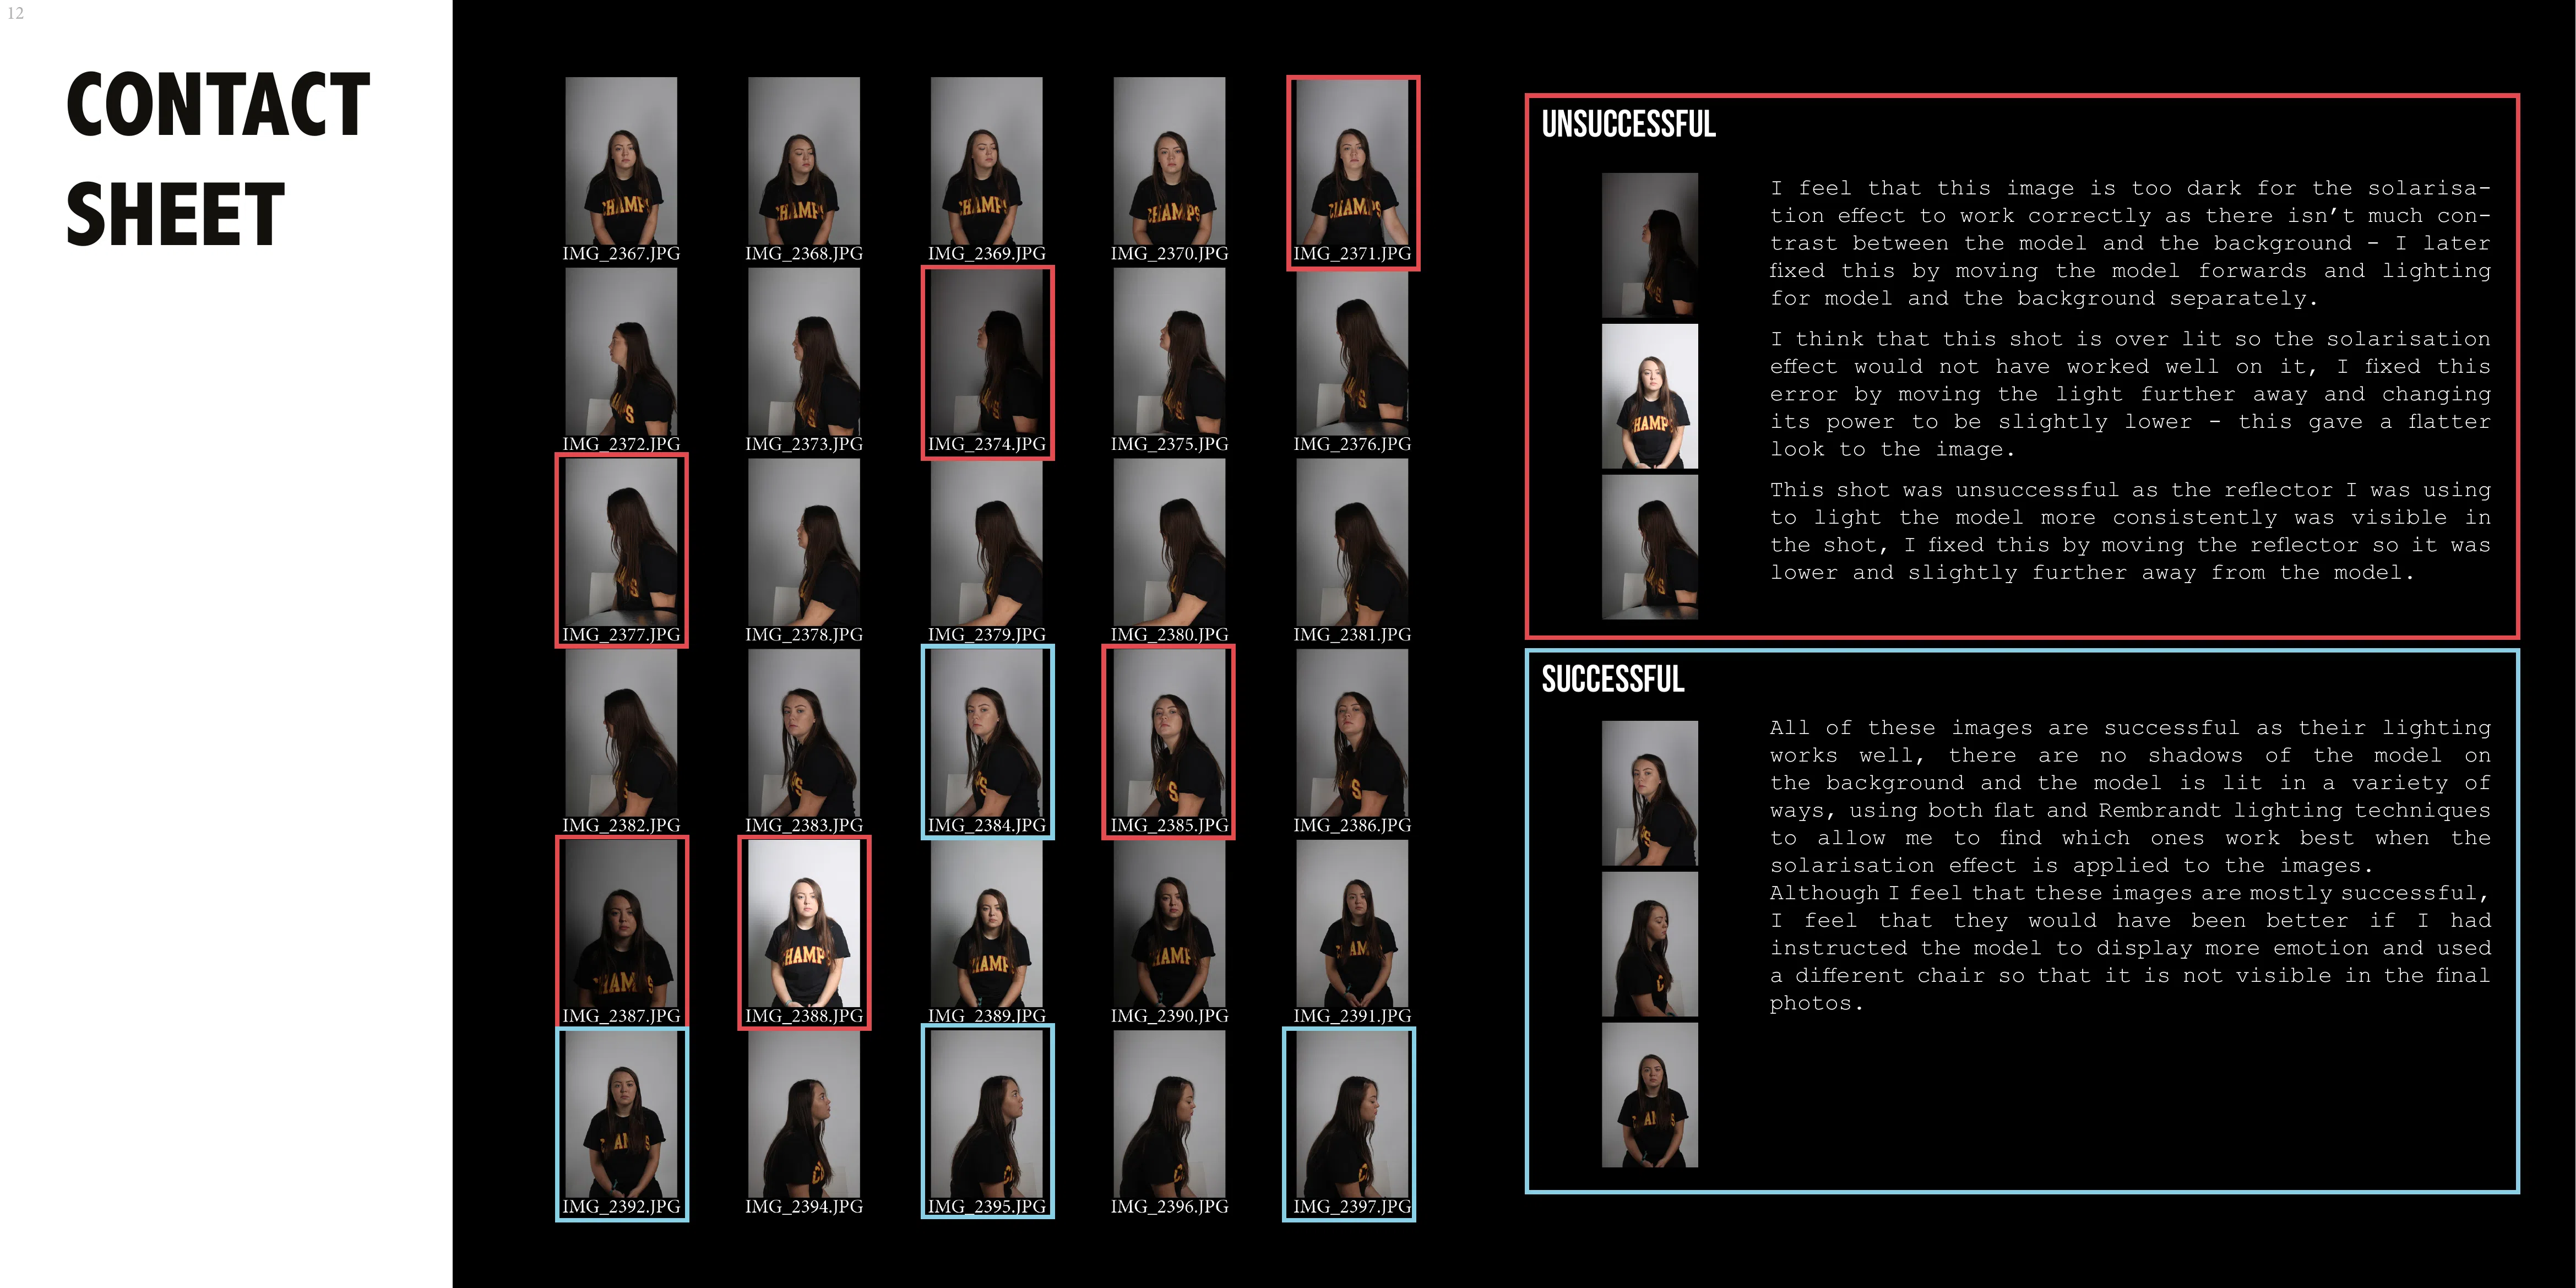 12
CONTACT
SHEET
IMG_2367.JPG IMG_2368.JPG IMG_2369.JPG IMG_2370.JPG IMG_2371.JPG
IMG_2372.JPG IMG_2373.JPG IMG_2374.JPG IMG_2375.JPG IMG_2376.JPG
IMG_2377.JPG IMG_2378.JPG IMG_2379.JPG IMG_2380.JPG IMG_2381.JPG
IMG_2382.JPG IMG_2383.JPG IMG_2384.JPG IMG_2385.JPG IMG_2386.JPG
IMG_2387.JPG IMG_2388.JPG IMG_2389.JPG IMG_2390.JPG IMG_2391.JPG
IMG_2392.JPG IMG_2394.JPG IMG_2395.JPG IMG_2396.JPG IMG_2397.JPG
UNSUCCESSFUL
I feel that this image is too dark for the solarisa-
tion effect to work correctly as there isn't much con-
trast between the model and the background - I later
fixed this by moving the model forwards and lighting
for model and the background separately.
I think that this shot is over lit so the solarisation
effect would not have worked well on it, I fixed this
error by moving the light further away and changing
its power to be slightly lower - this gave a flatter
look to the image.
This shot was unsuccessful as the reflector I was using
to light the model more consistently was visible in
the shot, I fixed this by moving the reflector so it was
lower and slightly further away from the model.
SUCCESSFUL
All of these images are successful as their lighting
works well, there are no shadows of the model on
the background and the model is lit in a variety of
ways, using both flat and Rembrandt lighting techniques
to allow me to find which ones work best when the
solarisation effect is applied to the images.
Although I feel that these images are mostly successful,
I feel that they would have been better if I had
instructed the model to display more emotion and used
a different chair so that it is not visible in the final
photos.